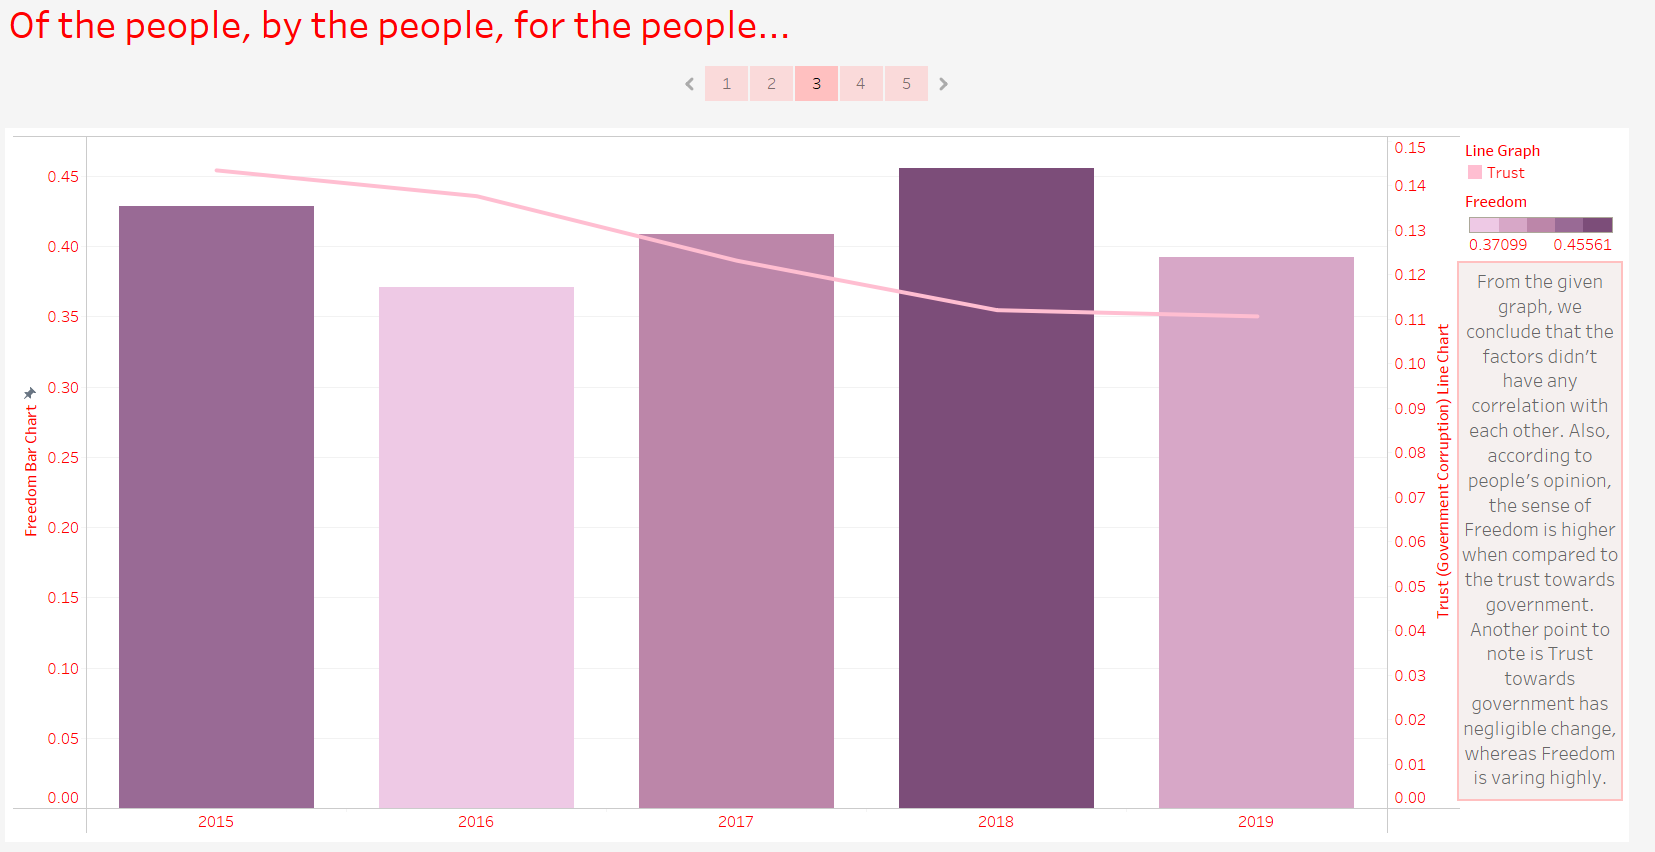 Of the people, by the people, for the people...
1 2 3 4 5
0.45
0.40
0.35
0.30
0.25
0.20
0.15
0.10
0.05
0.00
Freedom Bar Chart
2015 2016 2017 2018 2019
0.15
0.14
0.13
0.12
0.11
0.10
0.09
0.08
0.07
0.06
0.05
0.04
0.03
0.02
0.01
0.00
Trust (Government Corruption) Line Chart
Line Graph
Trust
Freedom
0.37099 0.45561
From the given
graph, we
conclude that the
factors didn't
have any
correlation with
each other. Also,
according to
people's opinion,
the sense of
Freedom is higher
when compared to
the trust towards
government.
Another point to
note is Trust
towards
government has
negligible change,
whereas Freedom
is varing highly.